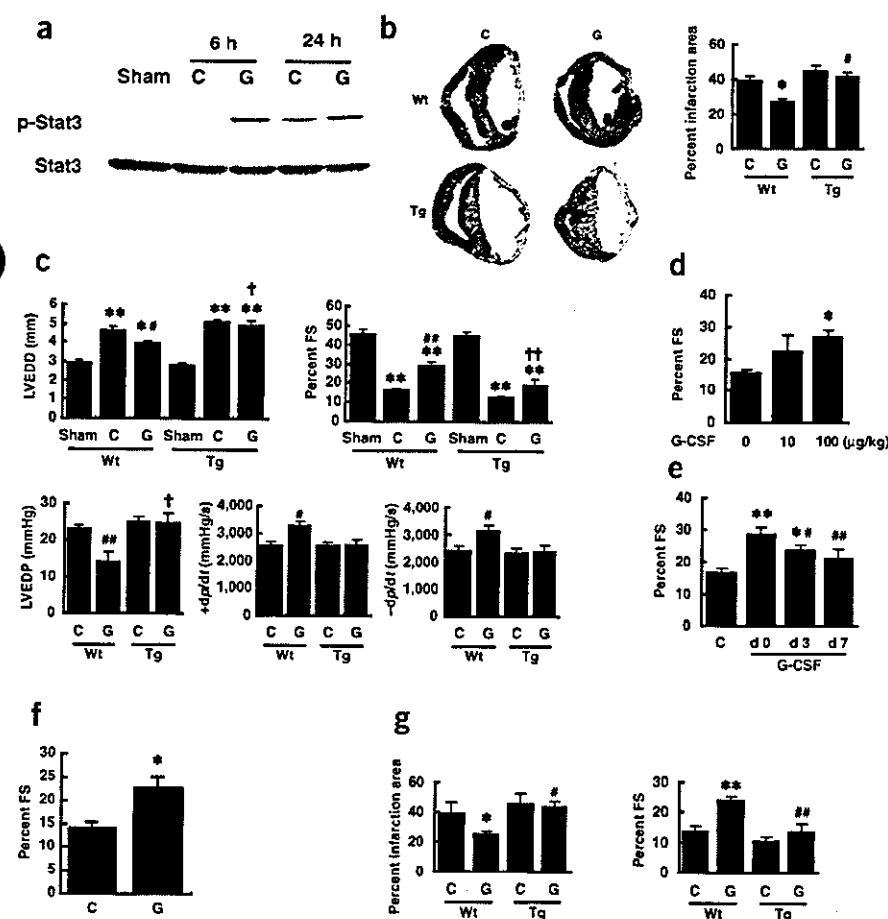 a
6 h 24 h
Sham C G C G
p-Stat3
Stat3
b
C G
Wt
Tg
Percent infarction area
60
40
20
0
*
#
C G C G
Wt Tg
c
LVEDD (mm)
6
5
4
3
2
1
0
**
*#
**
†
**
Sham C G Sham C G
Wt Tg
Percent FS
60
50
40
30
20
10
0
**
##
**
**
††
**
Sham C G Sham C G
Wt Tg
d
Percent FS
40
30
20
10
0
*
G-CSF 0 10 100 (µg/kg)
LVEDP (mmHg)
30
20
10
0
##
†
C G C G
Wt Tg
+dp/dt (mmHg/s)
4,000
3,000
2,000
1,000
0
#
C G C G
Wt Tg
–dp/dt (mmHg/s)
4,000
3,000
2,000
1,000
0
#
C G C G
Wt Tg
e
Percent FS
40
30
20
10
0
**
*#
##
C d 0 d 3 d 7
G-CSF
f
Percent FS
30
25
20
15
10
5
0
*
C G
g
Percent infarction area
60
40
20
0
*
#
C G C G
Wt Tg
Percent FS
30
20
10
0
**
##
C G C G
Wt Tg